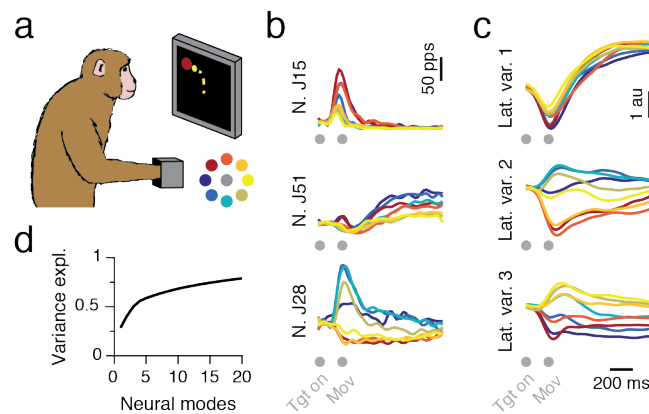 a
b
N. J15
50 pps
N. J51
N. J28
Tgt on
Mov
c
Lat. var. 1
1 au
Lat. var. 2
Lat. var. 3
Tgt on
Mov
200 ms
d
Variance expl.
1
0.5
0
0
5
10
15
20
Neural modes